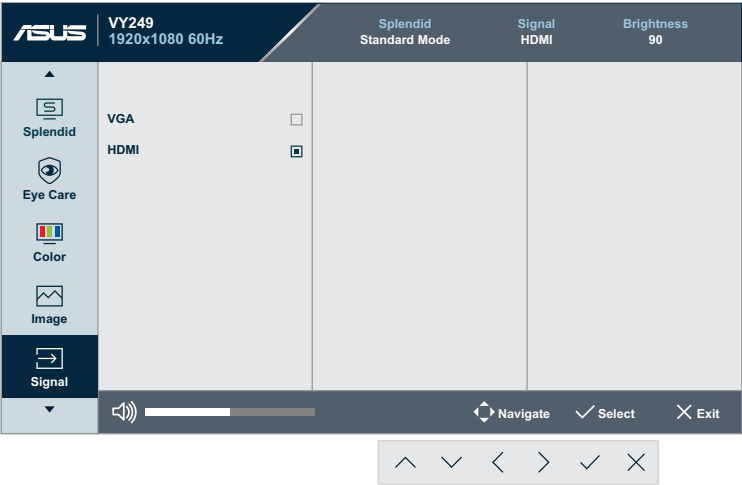 ASUS
VY249
1920x1080 60Hz
Splendid
Standard Mode
Signal
HDMI
Brightness
90
Splendid
Eye Care
Color
Image
Signal
VGA
HDMI
Navigate
Select
Exit